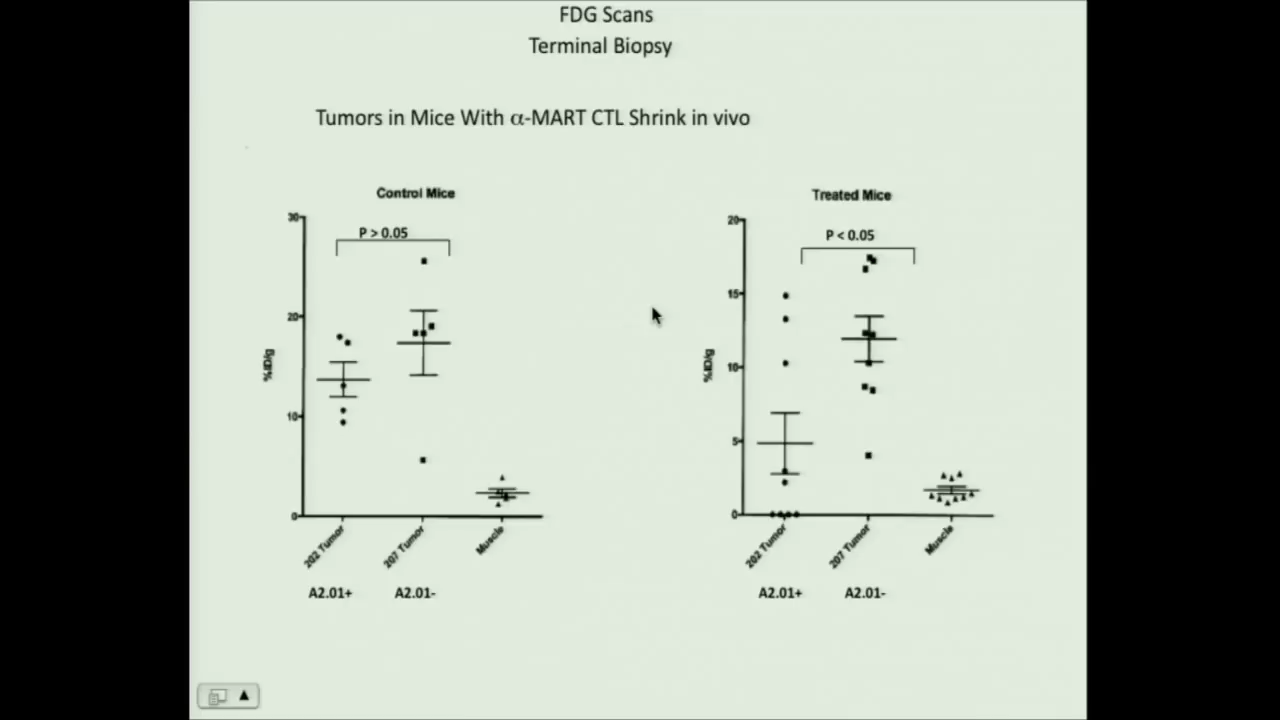 FDG Scans
Terminal Biopsy
Tumors in Mice With α-MART CTL Shrink in vivo
Control Mice
P > 0.05
30
20
10
0
%ID/g
202 Tumor
207 Tumor
Muscle
A2.01+
A2.01-
Treated Mice
P < 0.05
20
15
10
5
0
%ID/g
202 Tumor
207 Tumor
Muscle
A2.01+
A2.01-